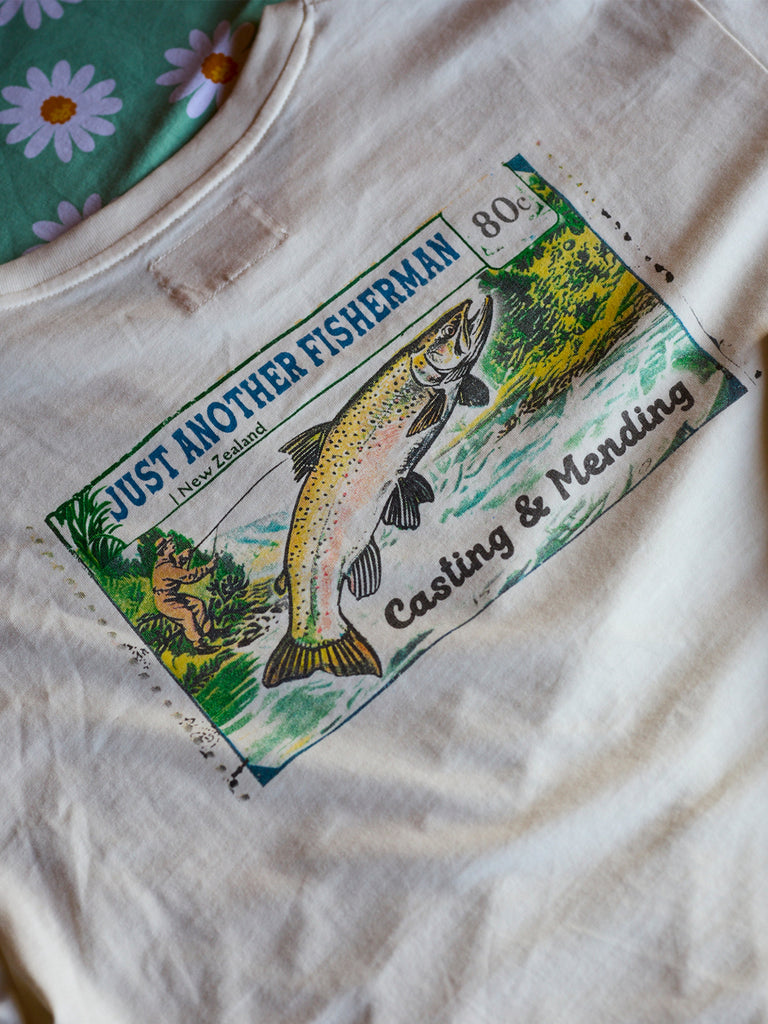 80c
JUST ANOTHER FISHERMAN
New Zealand
Casting & Mending